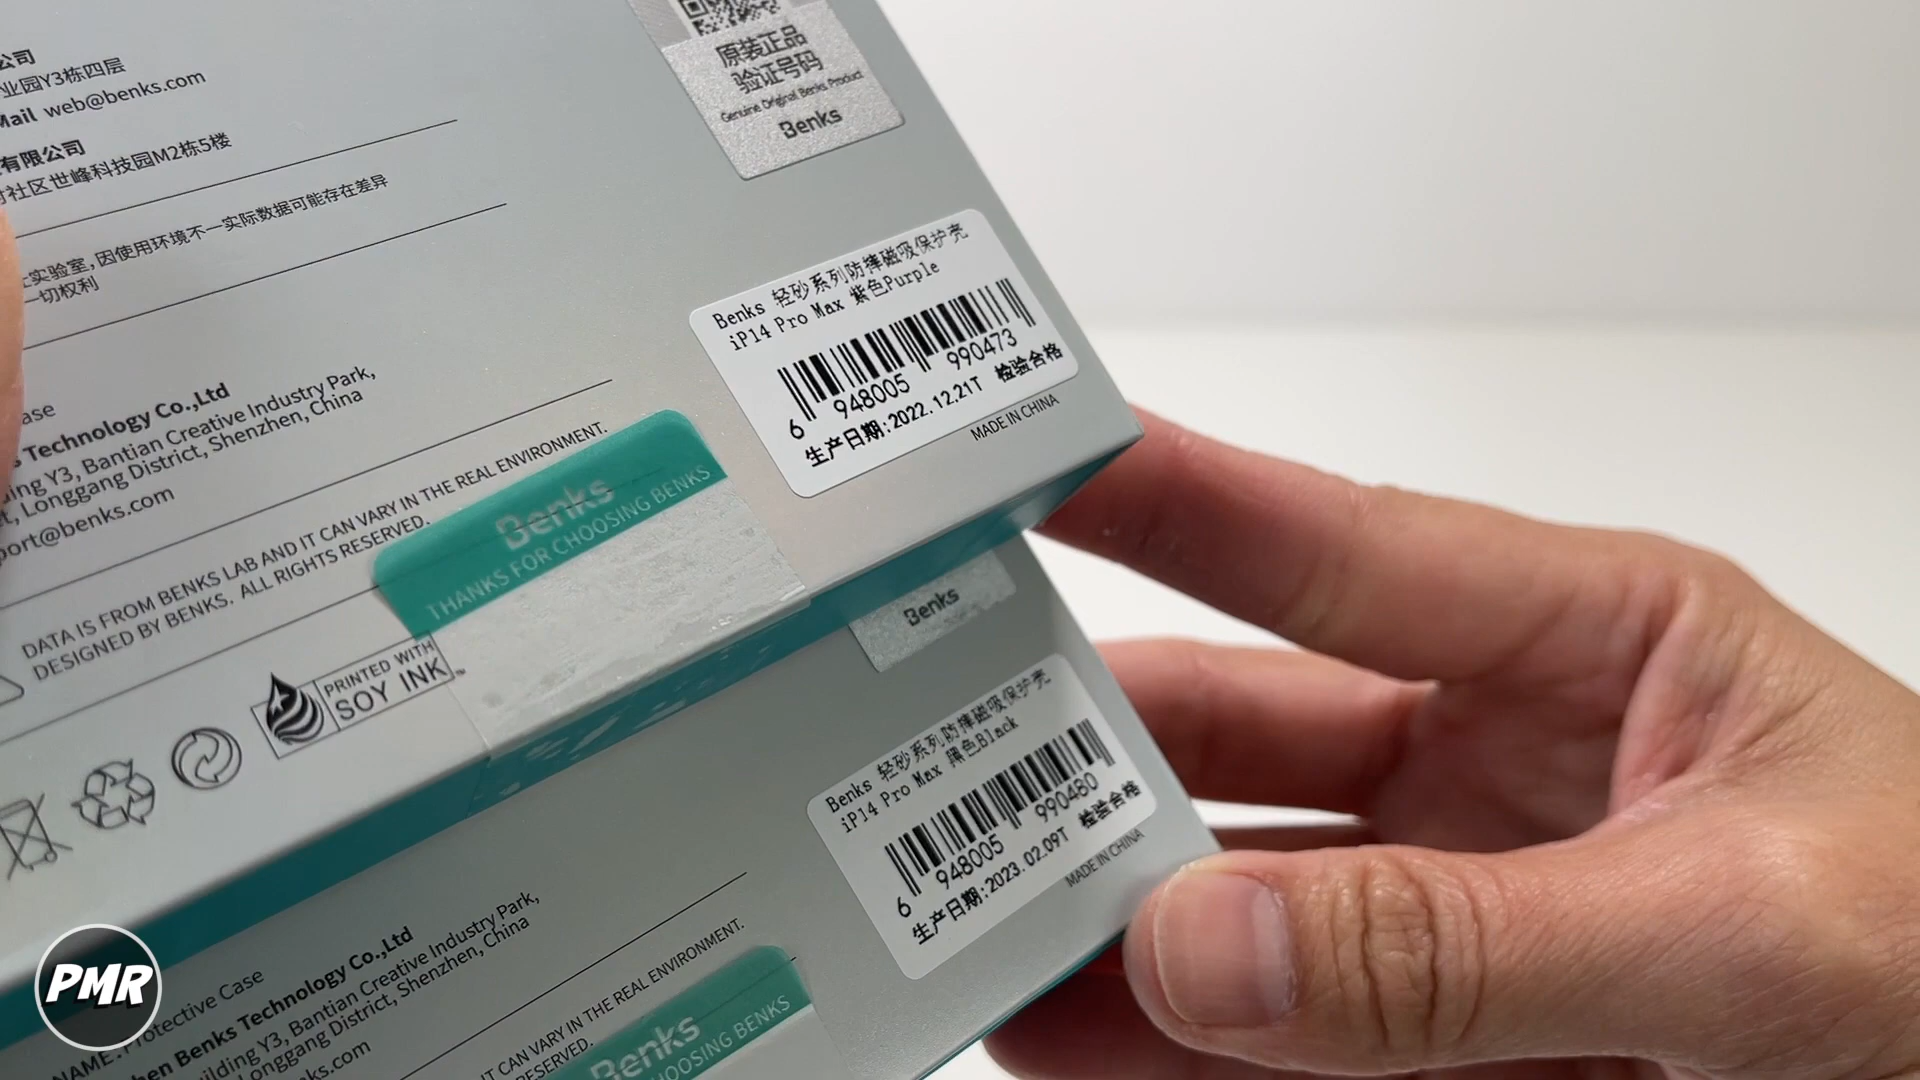 公司
业园Y3栋四层
Mail web@benks.com
有限公司
社区世峰科技园M2栋5楼
实验室,因使用环境不一实际数据可能存在差异
一切权利
原装正品
验证号码
Genuine Original Benks Product
Benks
Benks 轻砂系列防摔磁吸保护壳
iP14 Pro Max 紫色Purple
6 948005 990473
生产日期:2022.12.21T 检验合格
MADE IN CHINA
Technology Co.,Ltd
Y3, Bantian Creative Industry Park,
Longgang District, Shenzhen, China
port@benks.com
DATA IS FROM BENKS LAB AND IT CAN VARY IN THE REAL ENVIRONMENT.
DESIGNED BY BENKS. ALL RIGHTS RESERVED.
Benks
THANKS FOR CHOOSING BENKS
PRINTED WITH
SOY INK™
Benks
Benks 轻砂系列防摔磁吸保护壳
iP14 Pro Max 黑色Black
6 948005 990480
生产日期:2023.02.09T 检验合格
MADE IN CHINA
NAME: Protective Case
hen Benks Technology Co.,Ltd
uilding Y3, Bantian Creative Industry Park,
Longgang District, Shenzhen, China
ks.com
IT CAN VARY IN THE REAL ENVIRONMENT.
RESERVED.
Benks
CHOOSING BENKS
PMR